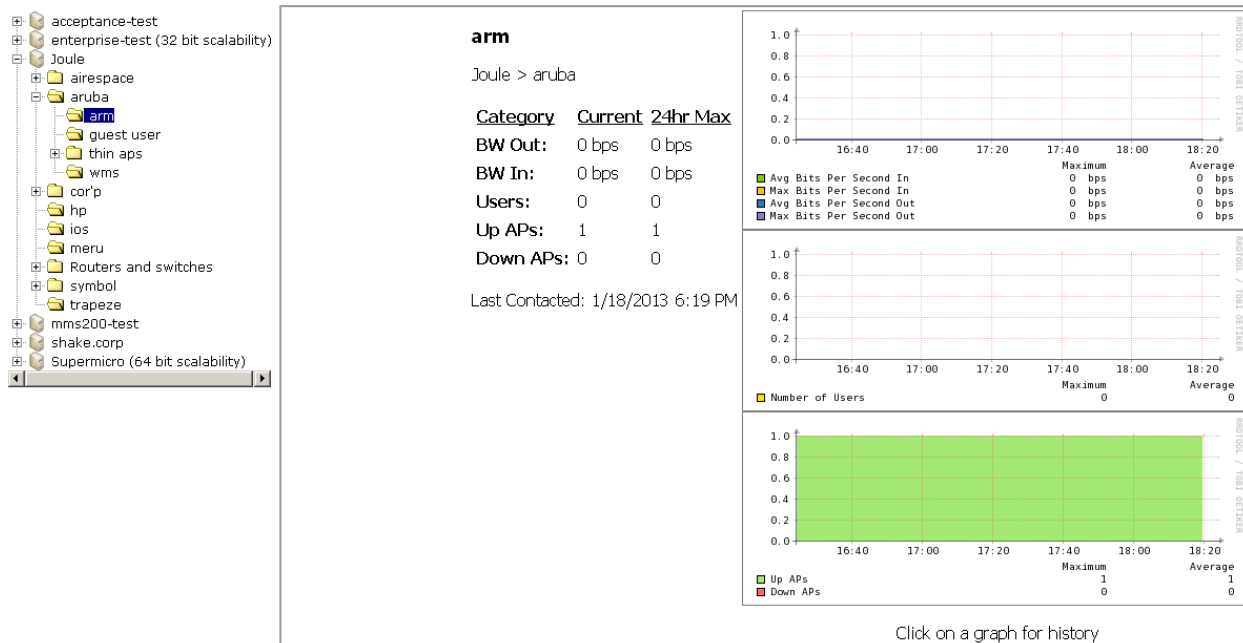 acceptance-test
enterprise-test (32 bit scalability)
Joule
airespace
aruba
arm
guest user
thin aps
wms
cor'p
hp
ios
meru
Routers and switches
symbol
trapeze
mms200-test
shake.corp
Supermicro (64 bit scalability)
arm
Joule > aruba
Category Current 24hr Max
BW Out: 0 bps 0 bps
BW In: 0 bps 0 bps
Users: 0 0
Up APs: 1 1
Down APs: 0 0
Last Contacted: 1/18/2013 6:19 PM
RRDTOOL / TOBI OETIKER
1.0
0.8
0.6
0.4
0.2
0.0
16:40 17:00 17:20 17:40 18:00 18:20
Maximum Average
Avg Bits Per Second In 0 bps 0 bps
Max Bits Per Second In 0 bps 0 bps
Avg Bits Per Second Out 0 bps 0 bps
Max Bits Per Second Out 0 bps 0 bps
RRDTOOL / TOBI OETIKER
1.0
0.8
0.6
0.4
0.2
0.0
16:40 17:00 17:20 17:40 18:00 18:20
Maximum Average
Number of Users 0 0
RRDTOOL / TOBI OETIKER
1.0
0.8
0.6
0.4
0.2
0.0
16:40 17:00 17:20 17:40 18:00 18:20
Maximum Average
Up APs 1 1
Down APs 0 0
Click on a graph for history